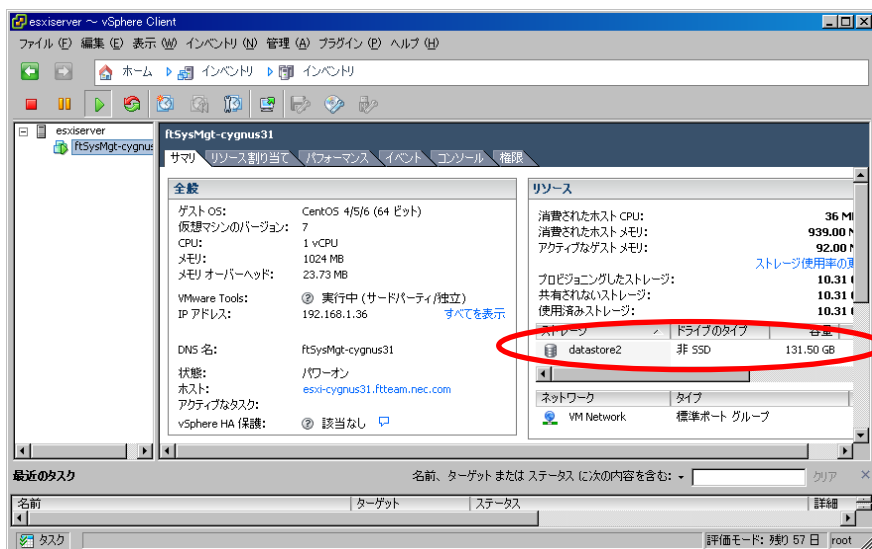 esxiserver ～ vSphere Client
ファイル (F) 編集 (E) 表示 (W) インベントリ (N) 管理 (A) プラグイン (P) ヘルプ (H)
ホーム インベントリ インベントリ
esxiserver
ftSysMgt-cygnus
ftSysMgt-cygnus31
サマリ リソース割り当て パフォーマンス イベント コンソール 権限
全般
ゲスト OS: CentOS 4/5/6 (64 ビット)
仮想マシンのバージョン: 7
CPU: 1 vCPU
メモリ: 1024 MB
メモリ オーバーヘッド: 23.73 MB
VMware Tools: 実行中 (サードパーティ/独立)
IP アドレス: 192.168.1.36 すべてを表示
DNS 名: ftSysMgt-cygnus31
状態: パワーオン
ホスト: esxi-cygnus31.ftteam.nec.com
アクティブなタスク:
vSphere HA 保護: 該当なし
リソース
消費されたホスト CPU: 36
消費されたホスト メモリ: 939.00
アクティブなゲスト メモリ: 92.00
ストレージ使用率の
プロビジョニングしたストレージ: 10.31
共有されないストレージ: 10.31
使用済みストレージ: 10.31
ストレージ ドライブのタイプ 容量
datastore2 非 SSD 131.50 GB
ネットワーク タイプ
VM Network 標準ポート グループ
最近のタスク 名前、ターゲット または ステータス に次の内容を含む: クリア
名前 ターゲット ステータス 詳細
タスク 評価モード: 残り 57 日 root